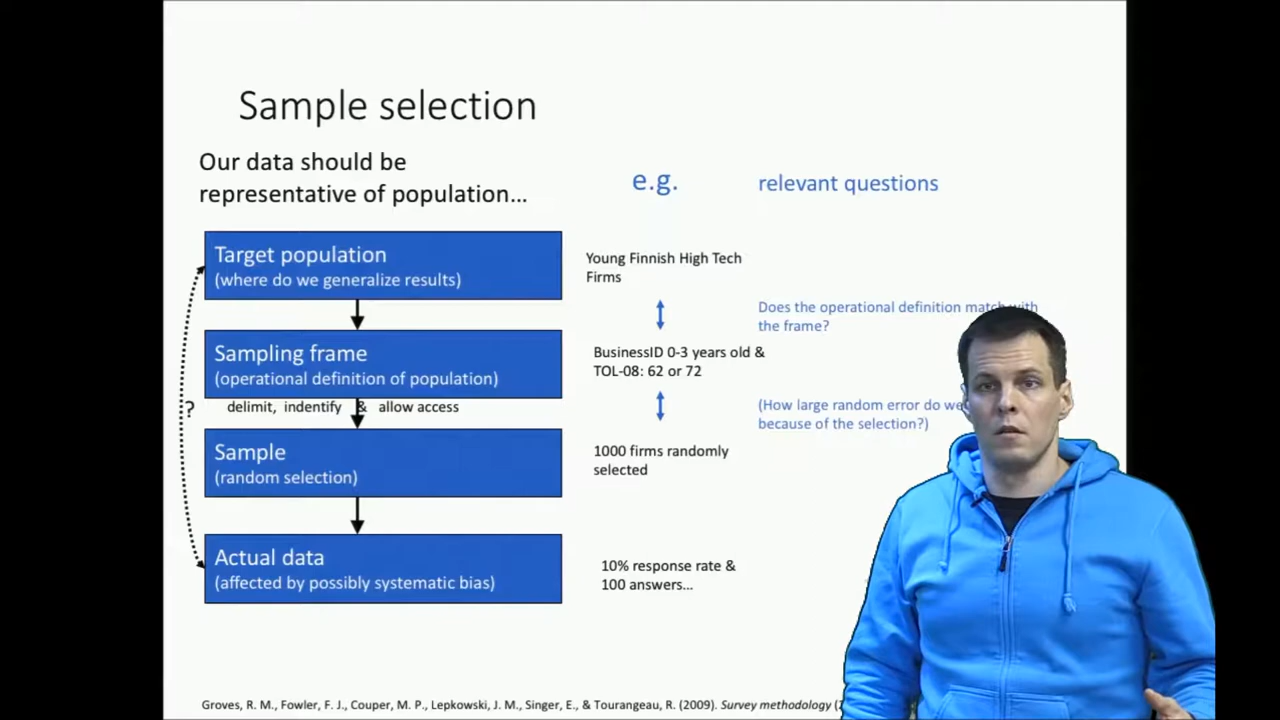 Sample selection
Our data should be
representative of population...
e.g.
relevant questions
Target population
(where do we generalize results)
Young Finnish High Tech
Firms
Does the operational definition match with
the frame?
Sampling frame
(operational definition of population)
BusinessID 0-3 years old &
TOL-08: 62 or 72
? delimit, indentify & allow access
(How large random error do we
because of the selection?)
Sample
(random selection)
1000 firms randomly
selected
Actual data
(affected by possibly systematic bias)
10% response rate &
100 answers...
Groves, R. M., Fowler, F. J., Couper, M. P., Lepkowski, J. M., Singer, E., & Tourangeau, R. (2009). Survey methodology